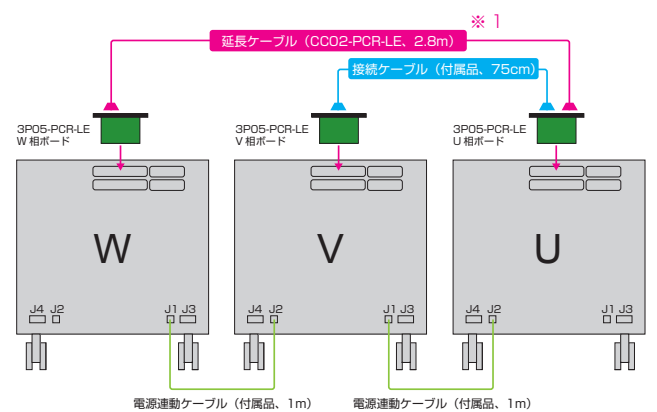 ※ 1
延長ケーブル（CC02-PCR-LE、2.8m）
接続ケーブル（付属品、75cm）
3P05-PCR-LE
W 相ボード
3P05-PCR-LE
V 相ボード
3P05-PCR-LE
U 相ボード
W
V
U
J4 J2
J1 J3
J4 J2
J1 J3
J4 J2
J1 J3
電源連動ケーブル（付属品、1m）
電源連動ケーブル（付属品、1m）